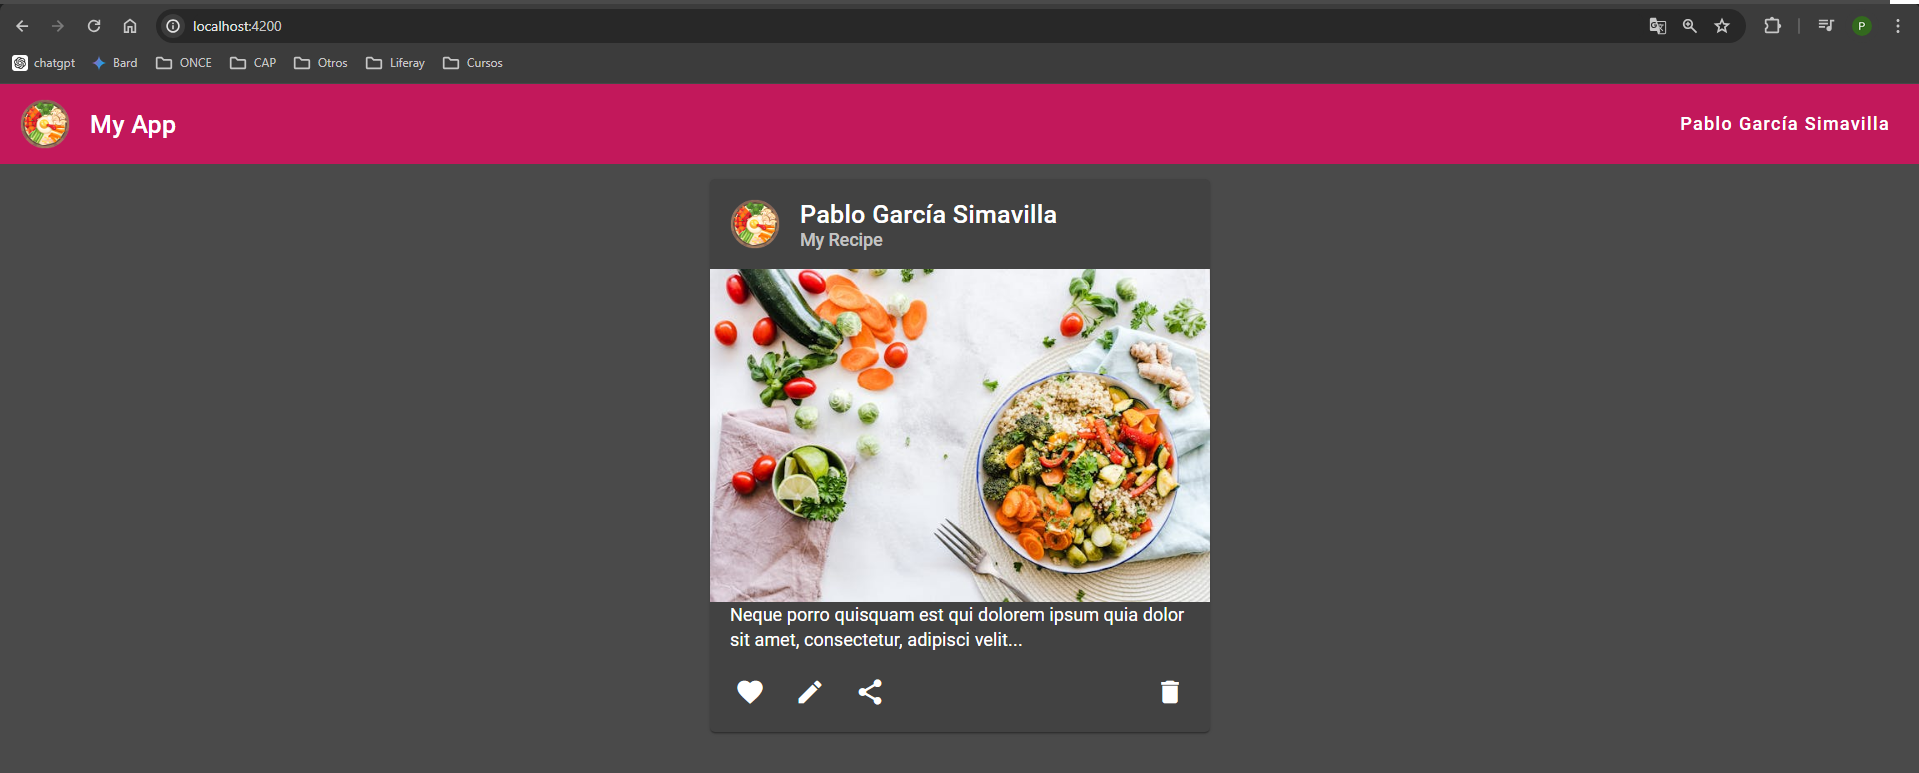 localhost:4200
P
chatgpt Bard ONCE CAP Otros Liferay Cursos
My App
Pablo García Simavilla
Pablo García Simavilla
My Recipe
Neque porro quisquam est qui dolorem ipsum quia dolor
sit amet, consectetur, adipisci velit...